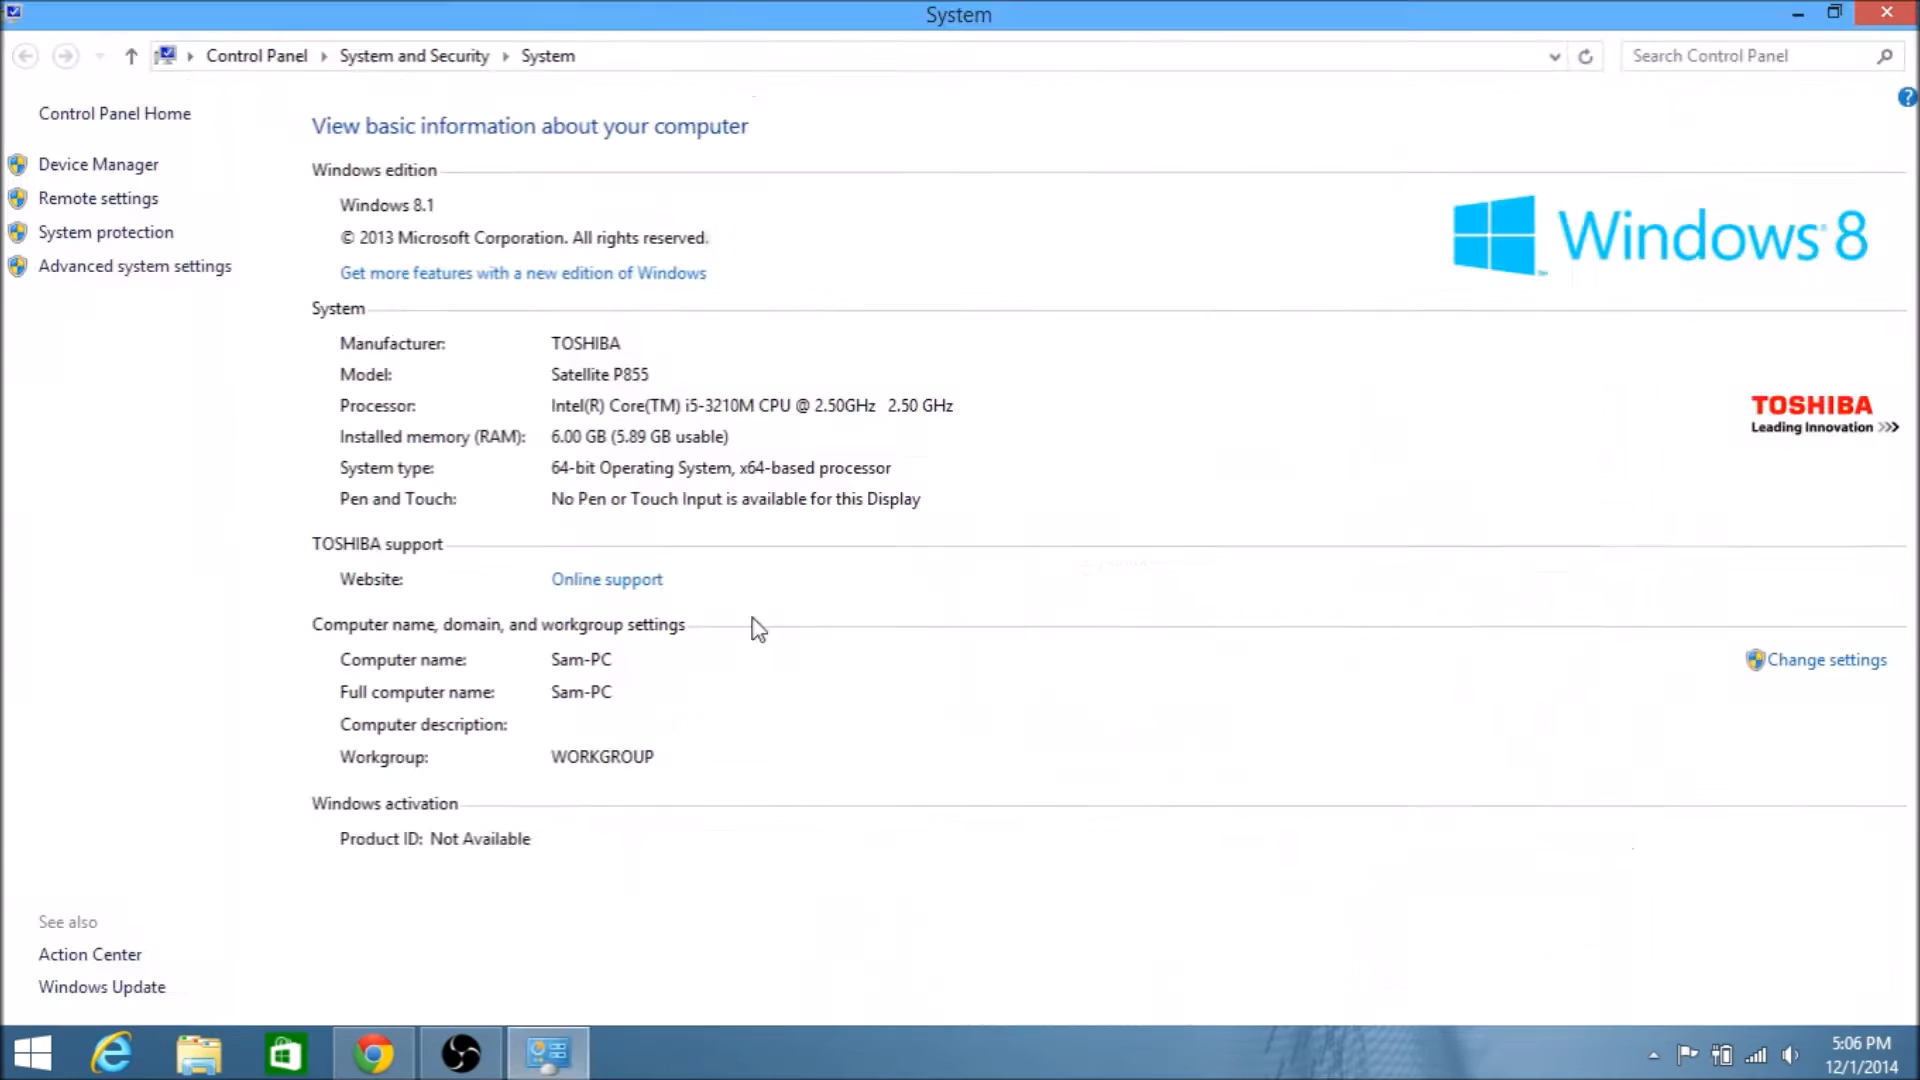 System
Control Panel System and Security System
Search Control Panel
Control Panel Home
Device Manager
Remote settings
System protection
Advanced system settings
View basic information about your computer
Windows edition
Windows 8.1
© 2013 Microsoft Corporation. All rights reserved.
Get more features with a new edition of Windows
Windows 8
System
Manufacturer: TOSHIBA
Model: Satellite P855
Processor: Intel(R) Core(TM) i5-3210M CPU @ 2.50GHz 2.50 GHz
Installed memory (RAM): 6.00 GB (5.89 GB usable)
System type: 64-bit Operating System, x64-based processor
Pen and Touch: No Pen or Touch Input is available for this Display
TOSHIBA
Leading Innovation >>>
TOSHIBA support
Website: Online support
Computer name, domain, and workgroup settings
Computer name: Sam-PC
Change settings
Full computer name: Sam-PC
Computer description:
Workgroup: WORKGROUP
Windows activation
Product ID: Not Available
See also
Action Center
Windows Update
5:06 PM
12/1/2014